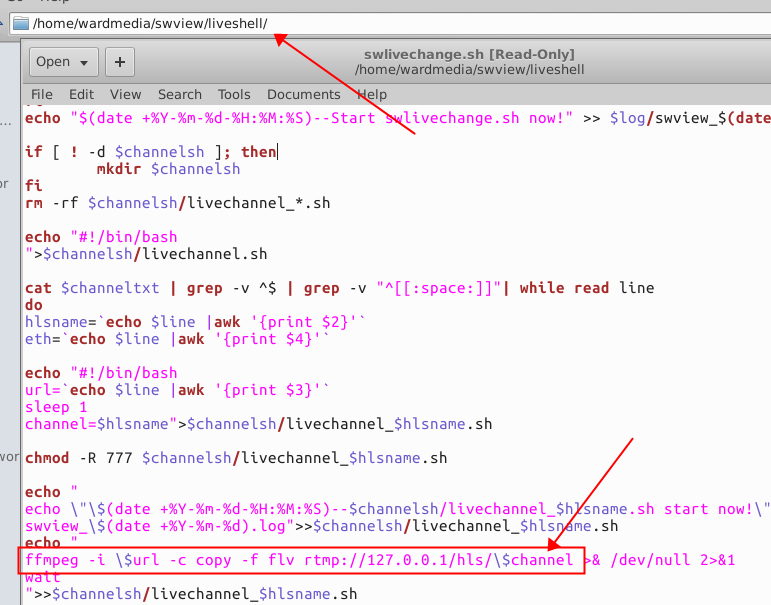 Help
/home/wardmedia/swview/liveshell/
Open
+
swlivechange.sh [Read-Only]
/home/wardmedia/swview/liveshell
File Edit View Search Tools Documents Help
echo "$(date +%Y-%m-%d-%H:%M:%S)--Start swlivechange.sh now!" >> $log/swview_$(date
if [ ! -d $channelsh ]; then
mkdir $channelsh
fi
rm -rf $channelsh/livechannel_*.sh
echo "#!/bin/bash
">$channelsh/livechannel.sh
cat $channeltxt | grep -v ^$ | grep -v "^[[:space:]]"| while read line
do
hlsname=`echo $line |awk '{print $2}'`
eth=`echo $line |awk '{print $4}'`
echo "#!/bin/bash
url=`echo $line |awk '{print $3}'`
sleep 1
channel=$hlsname">$channelsh/livechannel_$hlsname.sh
chmod -R 777 $channelsh/livechannel_$hlsname.sh
echo "
echo \"\$(date +%Y-%m-%d-%H:%M:%S)--$channelsh/livechannel_$hlsname.sh start now!\"
swview_\$(date +%Y-%m-%d).log">>$channelsh/livechannel_$hlsname.sh
echo "
ffmpeg -i \$url -c copy -f flv rtmp://127.0.0.1/hls/\$channel >& /dev/null 2>&1
wait
">>$channelsh/livechannel_$hlsname.sh